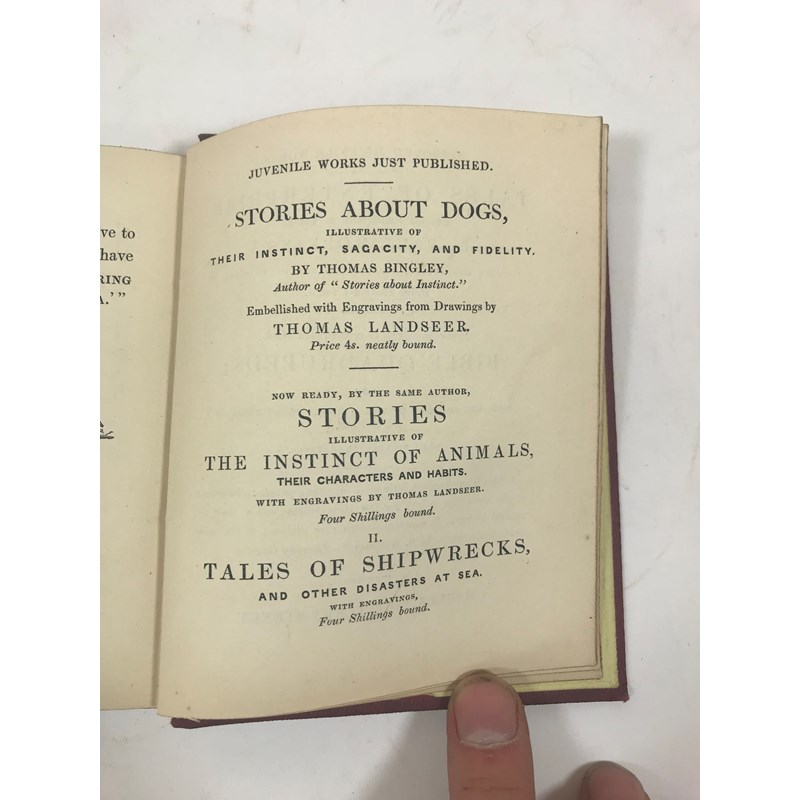 ve to
have
RING
A.' "
JUVENILE WORKS JUST PUBLISHED.
STORIES ABOUT DOGS,
ILLUSTRATIVE OF
THEIR INSTINCT, SAGACITY, AND FIDELITY.
BY THOMAS BINGLEY,
Author of "Stories about Instinct."
Embellished with Engravings from Drawings by
THOMAS LANDSEER.
Price 4s. neatly bound.
NOW READY, BY THE SAME AUTHOR,
STORIES
ILLUSTRATIVE OF
THE INSTINCT OF ANIMALS,
THEIR CHARACTERS AND HABITS.
WITH ENGRAVINGS BY THOMAS LANDSEER.
Four Shillings bound.
II.
TALES OF SHIPWRECKS,
AND OTHER DISASTERS AT SEA.
WITH ENGRAVINGS,
Four Shillings bound.